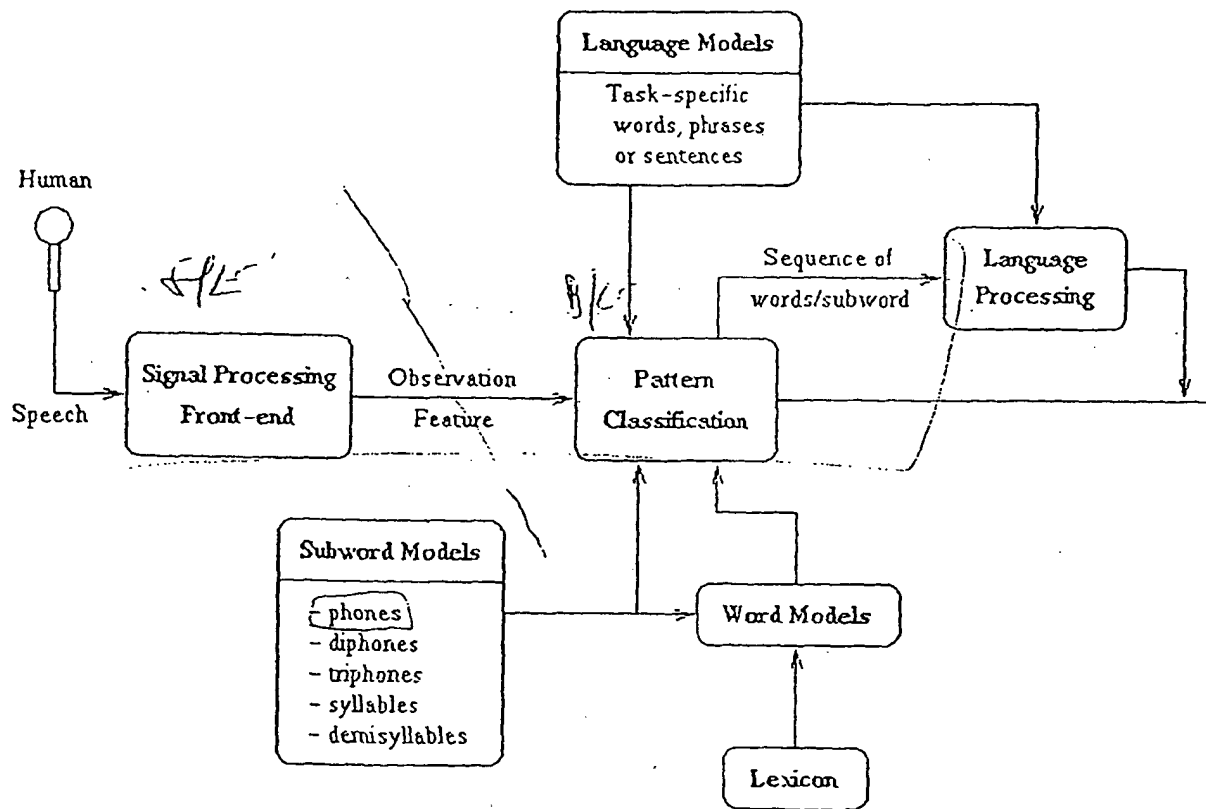 Language Models
Task-specific
words, phrases
or sentences
Human
Speech
F/E
Signal Processing
Front-end
Observation
Feature
B/E
Pattern
Classification
Sequence of
words/subword
Language
Processing
Subword Models
- phones
- diphones
- triphones
- syllables
- demisyllables
Word Models
Lexicon